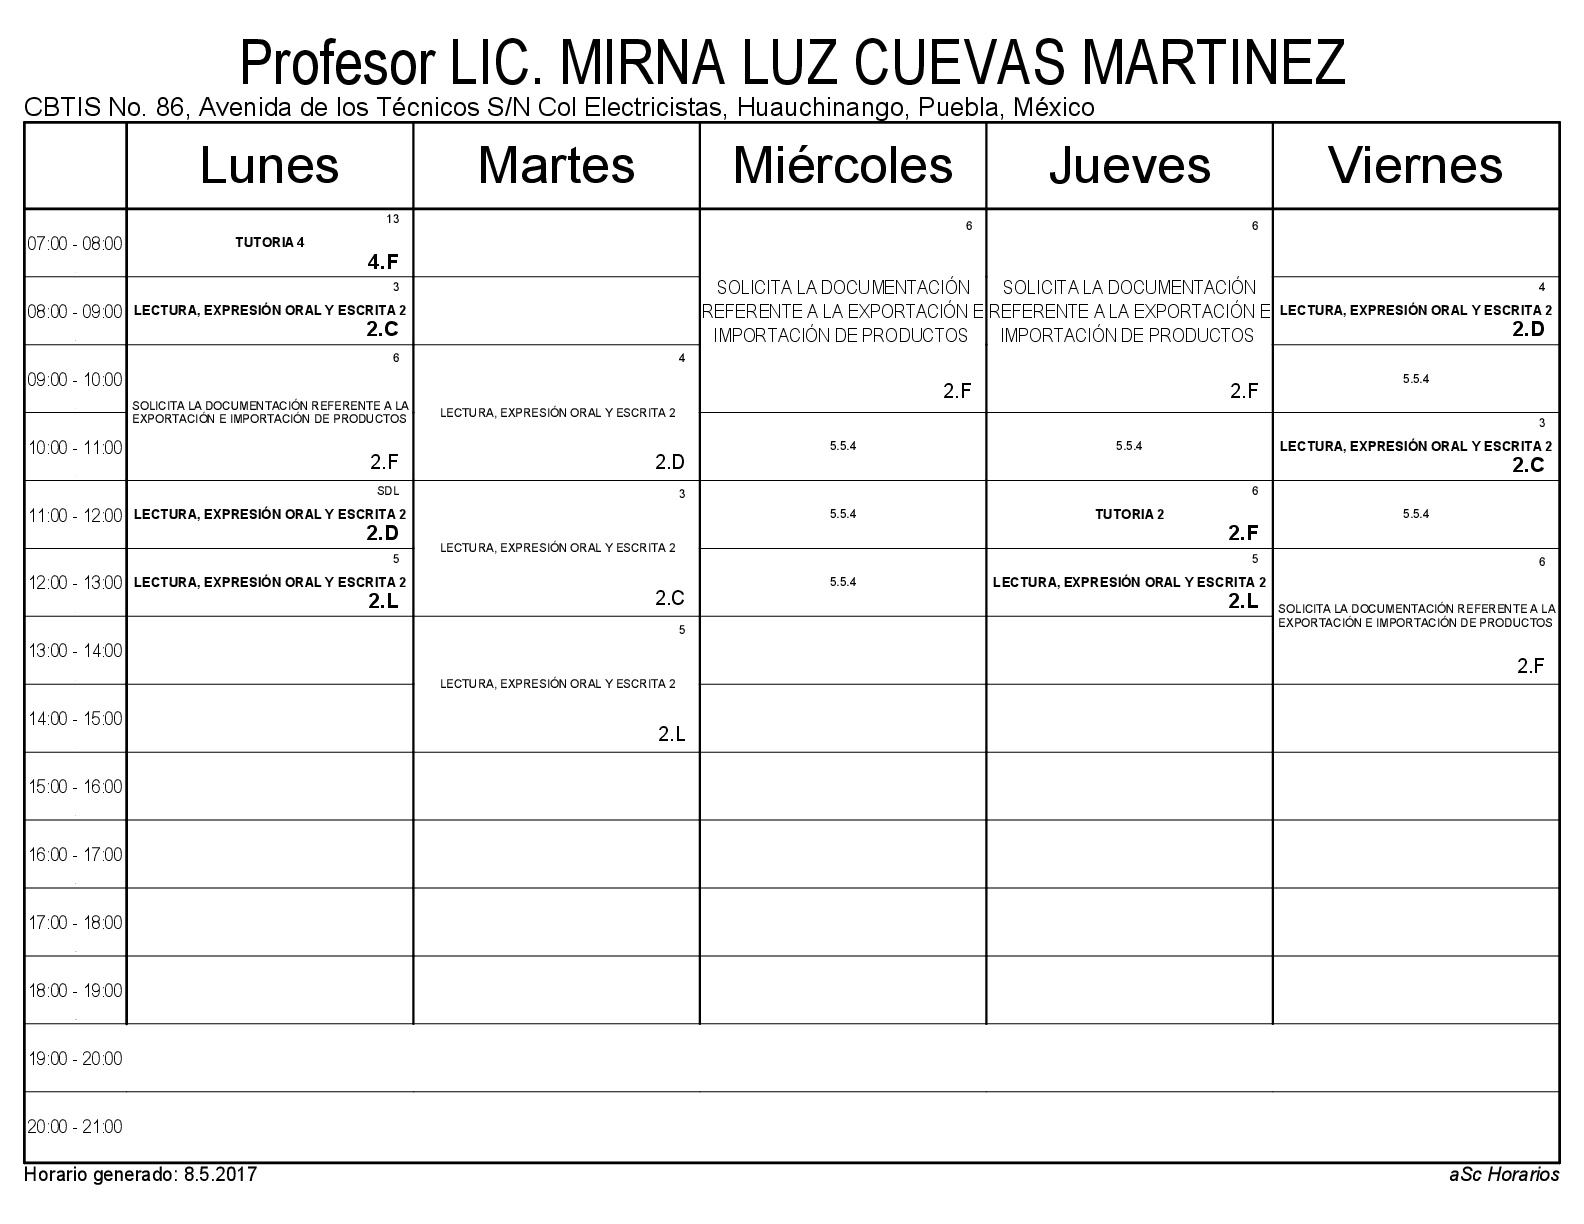 Profesor LIC. MIRNA LUZ CUEVAS MARTINEZ
CBTIS No. 86, Avenida de los Técnicos S/N Col Electricistas, Huauchinango, Puebla, México
Lunes Martes Miércoles Jueves Viernes
07:00 - 08:00
13
TUTORIA 4
4.F
6
SOLICITA LA DOCUMENTACIÓN
REFERENTE A LA EXPORTACIÓN E
IMPORTACIÓN DE PRODUCTOS
2.F
6
SOLICITA LA DOCUMENTACIÓN
REFERENTE A LA EXPORTACIÓN E
IMPORTACIÓN DE PRODUCTOS
2.F
08:00 - 09:00
3
LECTURA, EXPRESIÓN ORAL Y ESCRITA 2
2.C
4
LECTURA, EXPRESIÓN ORAL Y ESCRITA 2
2.D
09:00 - 10:00
6
SOLICITA LA DOCUMENTACIÓN REFERENTE A LA
EXPORTACIÓN E IMPORTACIÓN DE PRODUCTOS
2.F
4
LECTURA, EXPRESIÓN ORAL Y ESCRITA 2
2.D
5.5.4
10:00 - 11:00
5.5.4
5.5.4
3
LECTURA, EXPRESIÓN ORAL Y ESCRITA 2
2.C
11:00 - 12:00
SDL
LECTURA, EXPRESIÓN ORAL Y ESCRITA 2
2.D
3
LECTURA, EXPRESIÓN ORAL Y ESCRITA 2
2.C
5.5.4
6
TUTORIA 2
2.F
5.5.4
12:00 - 13:00
5
LECTURA, EXPRESIÓN ORAL Y ESCRITA 2
2.L
5.5.4
5
LECTURA, EXPRESIÓN ORAL Y ESCRITA 2
2.L
6
SOLICITA LA DOCUMENTACIÓN REFERENTE A LA
EXPORTACIÓN E IMPORTACIÓN DE PRODUCTOS
2.F
13:00 - 14:00
5
LECTURA, EXPRESIÓN ORAL Y ESCRITA 2
2.L
14:00 - 15:00
15:00 - 16:00
16:00 - 17:00
17:00 - 18:00
18:00 - 19:00
19:00 - 20:00
20:00 - 21:00
Horario generado: 8.5.2017
aSc Horarios